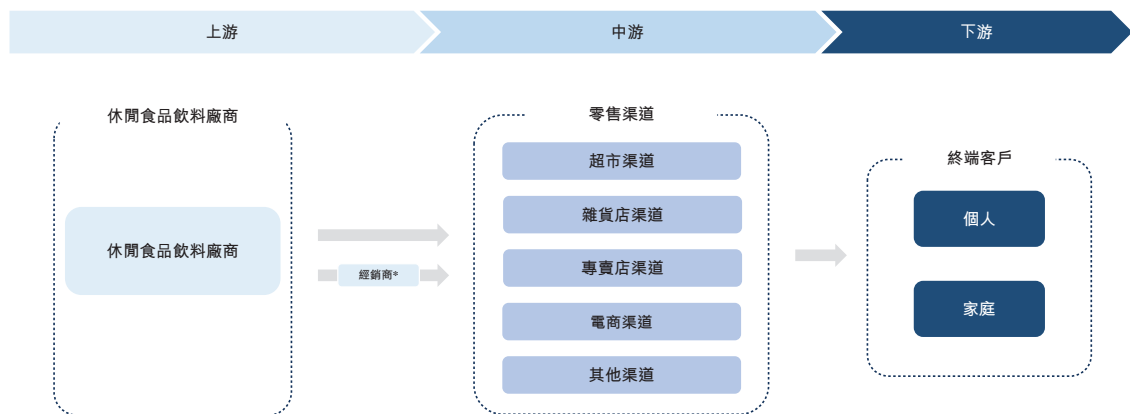 上游
中游
下游
休閒食品飲料廠商
休閒食品飲料廠商
經銷商*
零售渠道
超市渠道
雜貨店渠道
專賣店渠道
電商渠道
其他渠道
終端客戶
個人
家庭